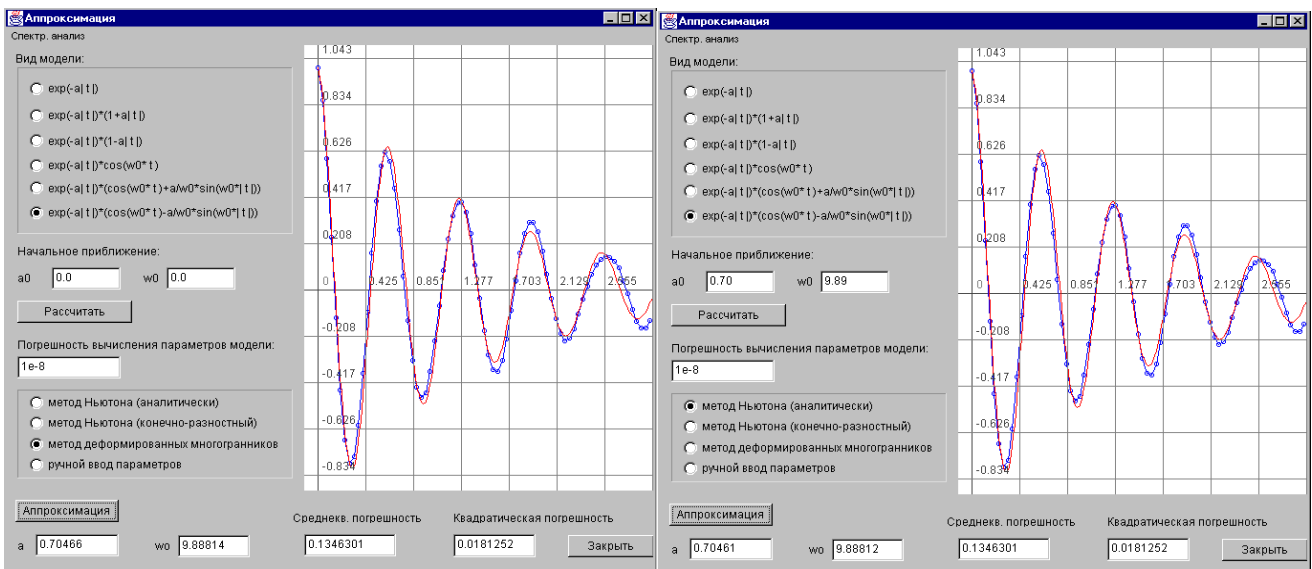 Аппроксимация
Спектр. анализ
Вид модели:
exp(-a| t |)
exp(-a| t |)*(1+a| t |)
exp(-a| t |)*(1-a| t |)
exp(-a| t |)*cos(w0* t )
exp(-a| t |)*(cos(w0* t )+a/w0*sin(w0*| t |))
exp(-a| t |)*(cos(w0* t )-a/w0*sin(w0*| t |))
Начальное приближение:
a0 0.0 w0 0.0
Рассчитать
Погрешность вычисления параметров модели:
1e-8
метод Ньютона (аналитически)
метод Ньютона (конечно-разностный)
метод деформированных многогранников
ручной ввод параметров
Аппроксимация
a 0.70466 wo 9.88814
1.043
0.834
0.626
0.417
0.208
0 0.425 0.851 1.277 1.703 2.129 2.555
-0.208
-0.417
-0.626
-0.834
Среднекв. погрешность Квадратическая погрешность
0.1346301 0.0181252 Закрыть
Аппроксимация
Спектр. анализ
Вид модели:
exp(-a| t |)
exp(-a| t |)*(1+a| t |)
exp(-a| t |)*(1-a| t |)
exp(-a| t |)*cos(w0* t )
exp(-a| t |)*(cos(w0* t )+a/w0*sin(w0*| t |))
exp(-a| t |)*(cos(w0* t )-a/w0*sin(w0*| t |))
Начальное приближение:
a0 0.70 w0 9.89
Рассчитать
Погрешность вычисления параметров модели:
1e-8
метод Ньютона (аналитически)
метод Ньютона (конечно-разностный)
метод деформированных многогранников
ручной ввод параметров
Аппроксимация
a 0.70461 wo 9.88812
1.043
0.834
0.626
0.417
0.208
0 0.425 0.851 1.277 1.703 2.129 2.555
-0.208
-0.417
-0.626
-0.834
Среднекв. погрешность Квадратическая погрешность
0.1346301 0.0181252 Закрыть